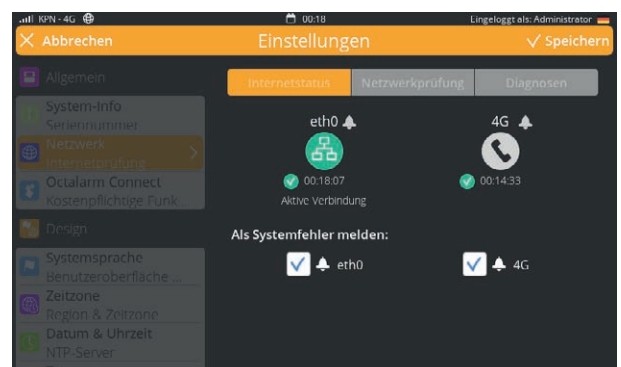 KPN - 4G
00:18
Eingeloggt als: Administrator
Abbrechen
Einstellungen
Speichern
Allgemein
System-Info
Seriennummer
Netzwerk
Internetprüfung
Octalarm Connect
Kostenpflichtige Funk...
Design
Systemsprache
Benutzeroberfläche ...
Zeitzone
Region & Zeitzone
Datum & Uhrzeit
NTP-Server
Internetstatus
Netzwerkprüfung
Diagnosen
eth0
4G
00:18:07
00:14:33
Aktive Verbindung
Als Systemfehler melden:
eth0
4G